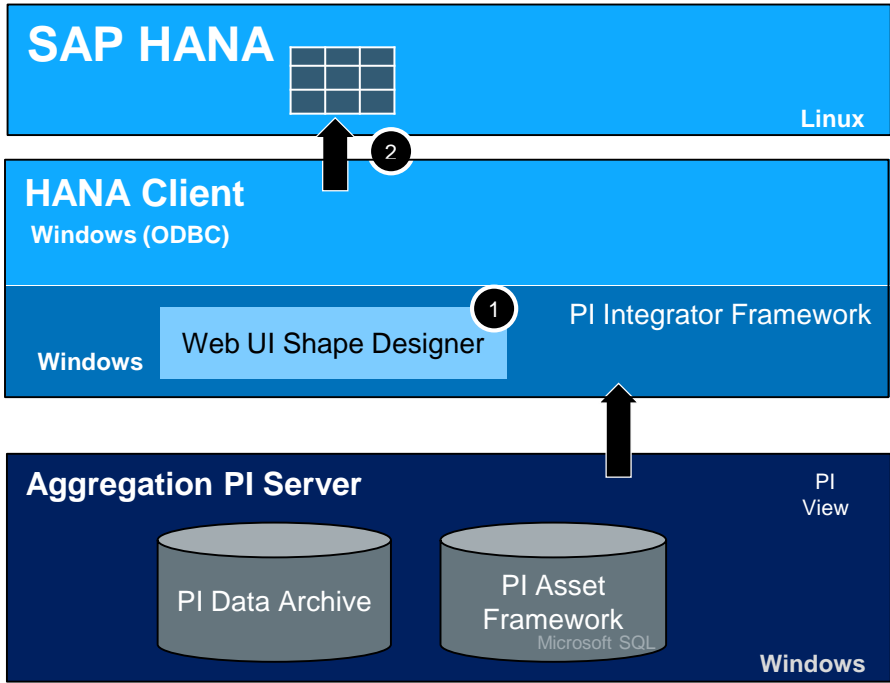 SAP HANA
Linux
2
HANA Client
Windows (ODBC)
1
PI Integrator Framework
Web UI Shape Designer
Windows
Aggregation PI Server
PI
View
PI Data Archive
PI Asset
Framework
Microsoft SQL
Windows